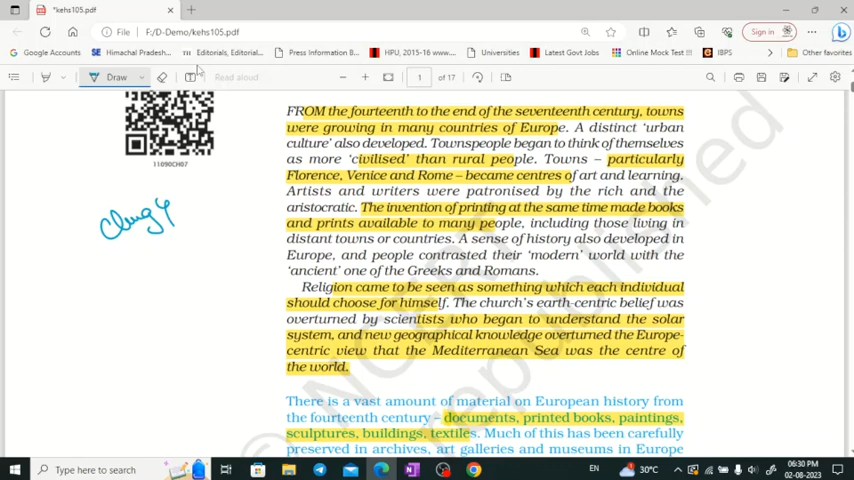 *kehs105.pdf
File
F:/D-Demo/kehs105.pdf
Sign in
Google Accounts
SE Himachal Pradesh...
TH Editorials, Editorial...
Press Information B...
HPU, 2015-16 www....
Universities
Latest Govt Jobs
Online Mock Test !!!
IBPS
Other favorites
Draw
Read aloud
1 of 17
11090CH07
FROM the fourteenth to the end of the seventeenth century, towns
were growing in many countries of Europe. A distinct 'urban
culture' also developed. Townspeople began to think of themselves
as more 'civilised' than rural people. Towns – particularly
Florence, Venice and Rome – became centres of art and learning.
Artists and writers were patronised by the rich and the
aristocratic. The invention of printing at the same time made books
and prints available to many people, including those living in
distant towns or countries. A sense of history also developed in
Europe, and people contrasted their 'modern' world with the
'ancient' one of the Greeks and Romans.
Religion came to be seen as something which each individual
should choose for himself. The church's earth-centric belief was
overturned by scientists who began to understand the solar
system, and new geographical knowledge overturned the Europe-
centric view that the Mediterranean Sea was the centre of
the world.
There is a vast amount of material on European history from
the fourteenth century – documents, printed books, paintings,
sculptures, buildings, textiles. Much of this has been carefully
preserved in archives, art galleries and museums in Europe
© NCERT
republished
Type here to search
EN
30°C
06:30 PM
02-08-2023